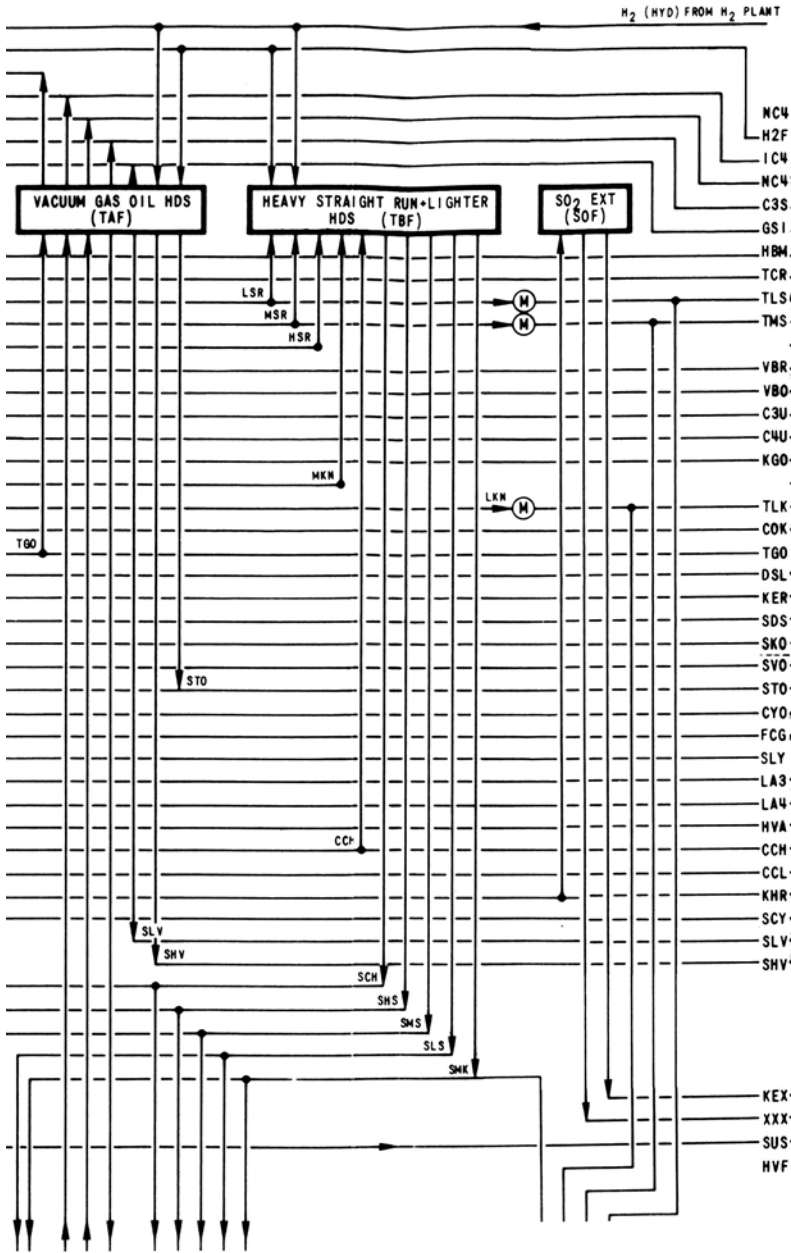 H2 (HYD) FROM H2 PLANT
NC4
H2F
IC4
NC4
C3S
GSI
VACUUM GAS OIL HDS
(TAF)
HEAVY STRAIGHT RUN+LIGHTER
HDS (TBF)
SO2 EXT
(SOF)
HBM
TCR
LSR
M
TLS
MSR
M
TMS
HSR
VBR
VBO
C3U
C4U
KGO
MKN
LKN
M
TLK
COK
TGO
TGO
DSL
KER
SDS
SKO
SVO
STO
STO
CYO
FCG
SLY
LA3
LA4
HVA
CCH
CCH
CCL
KHR
SCY
SLV
SLV
SHV
SHV
SCH
SHS
SMS
SLS
SMK
KEX
XXX
SUS
HVF